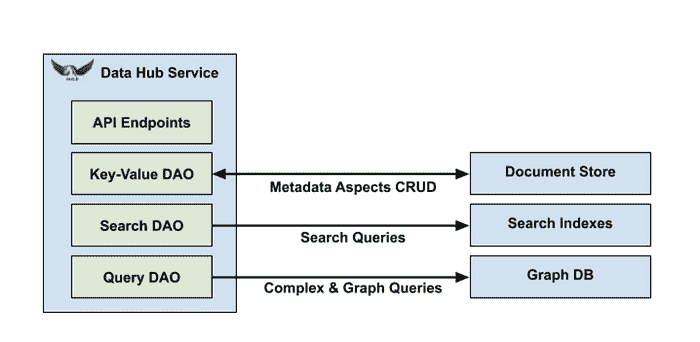 Data Hub Service
API Endpoints
Key-Value DAO
Metadata Aspects CRUD
Document Store
Search DAO
Search Queries
Search Indexes
Query DAO
Complex & Graph Queries
Graph DB